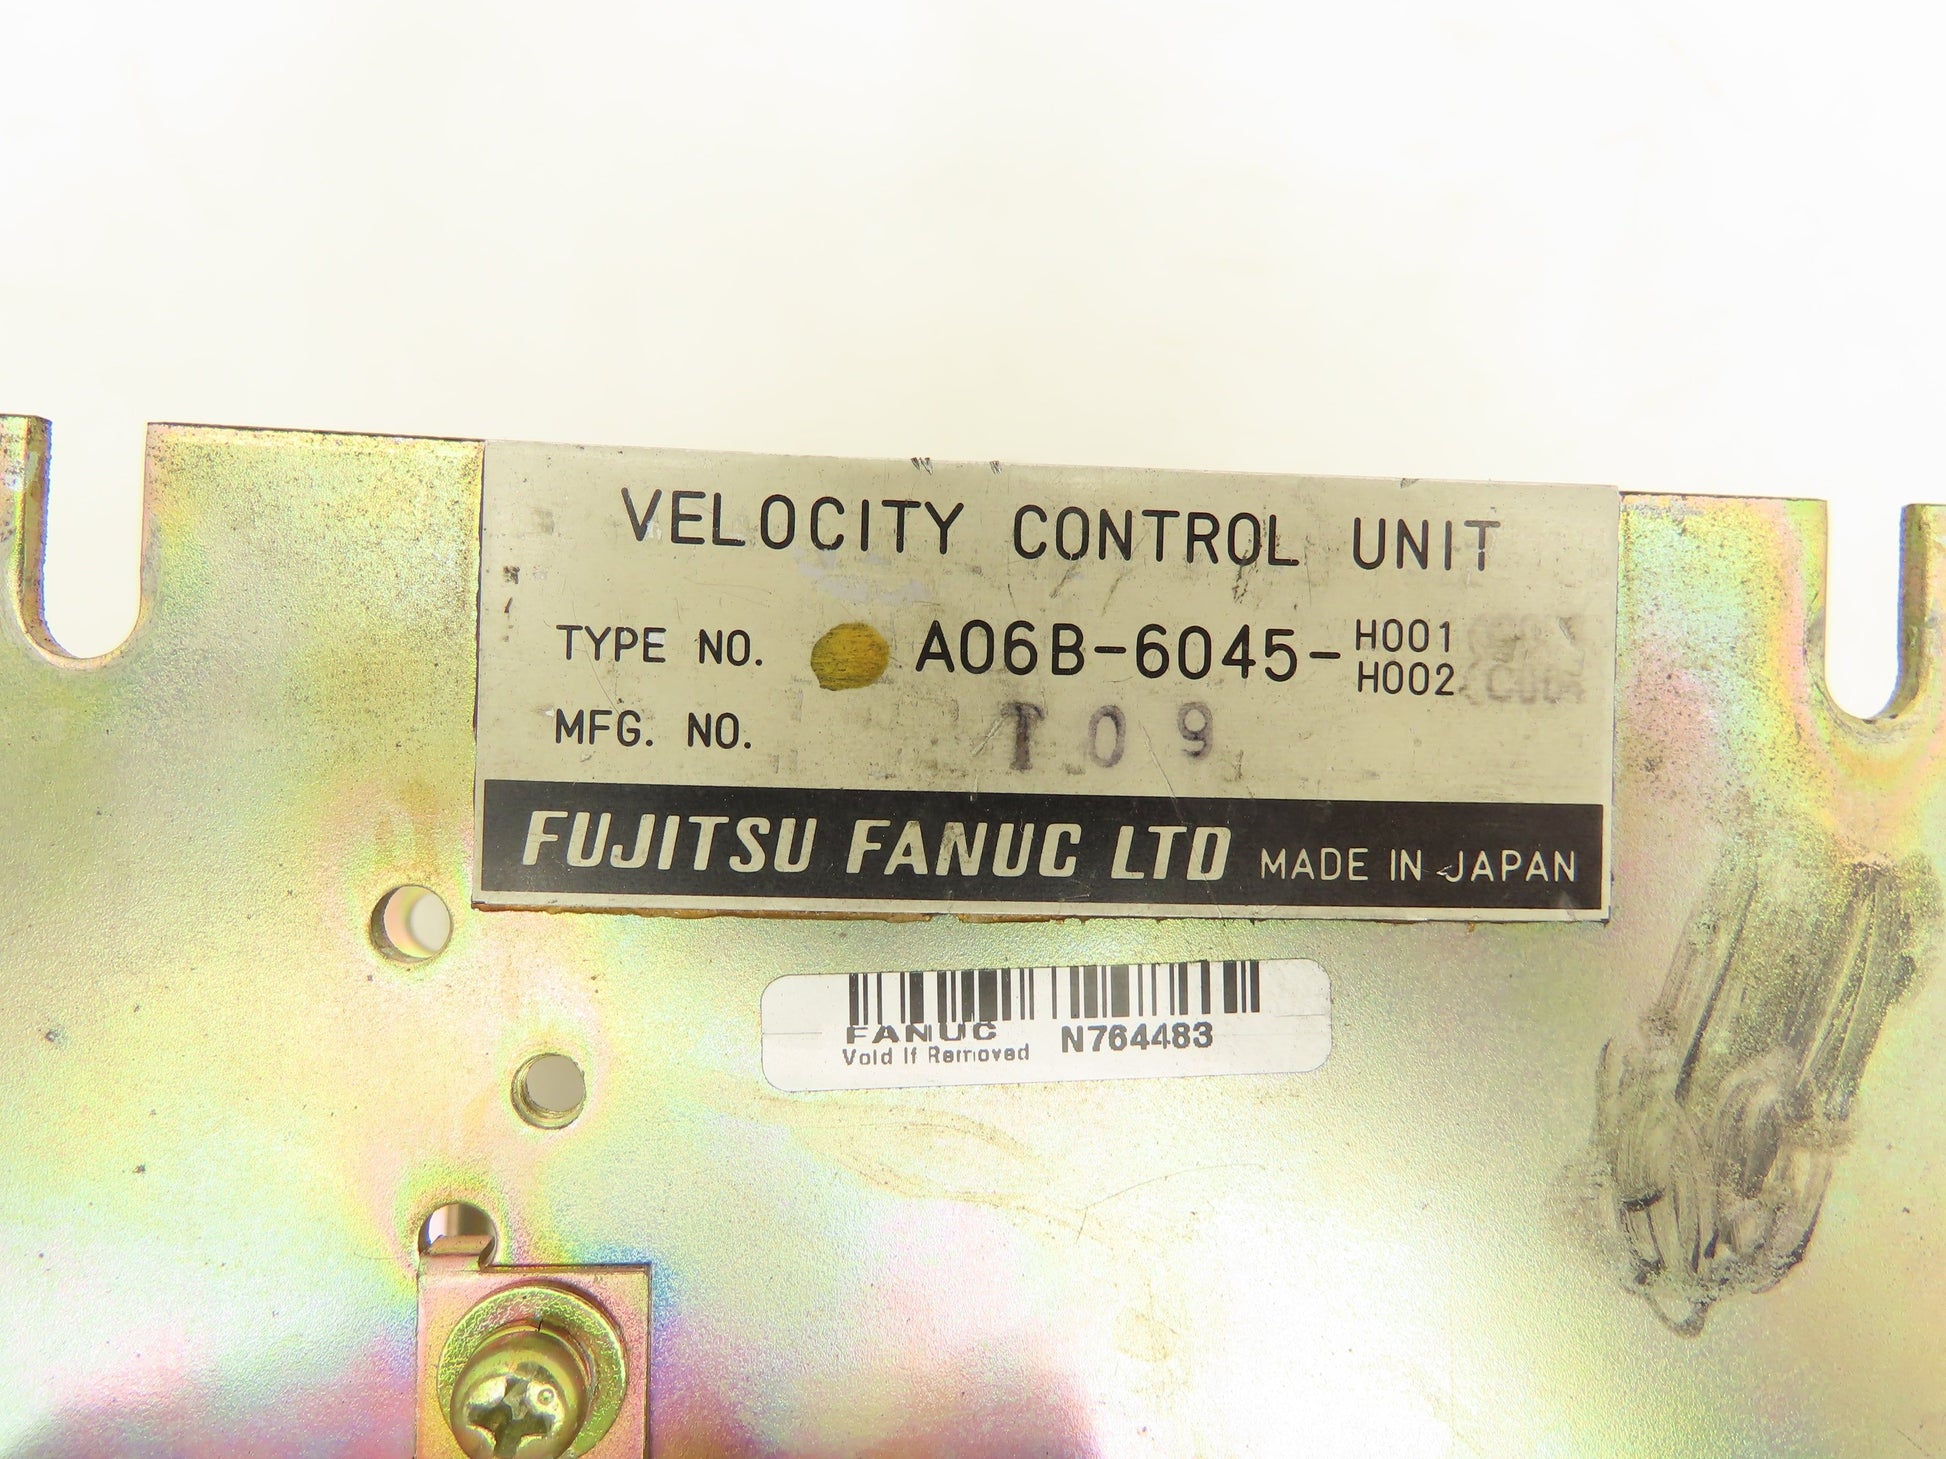 VELOCITY CONTROL UNIT
TYPE NO. A06B-6045-H001
H002
MFG. NO. T09
FUJITSU FANUC LTD MADE IN JAPAN
FANUC
Void If Removed N764483